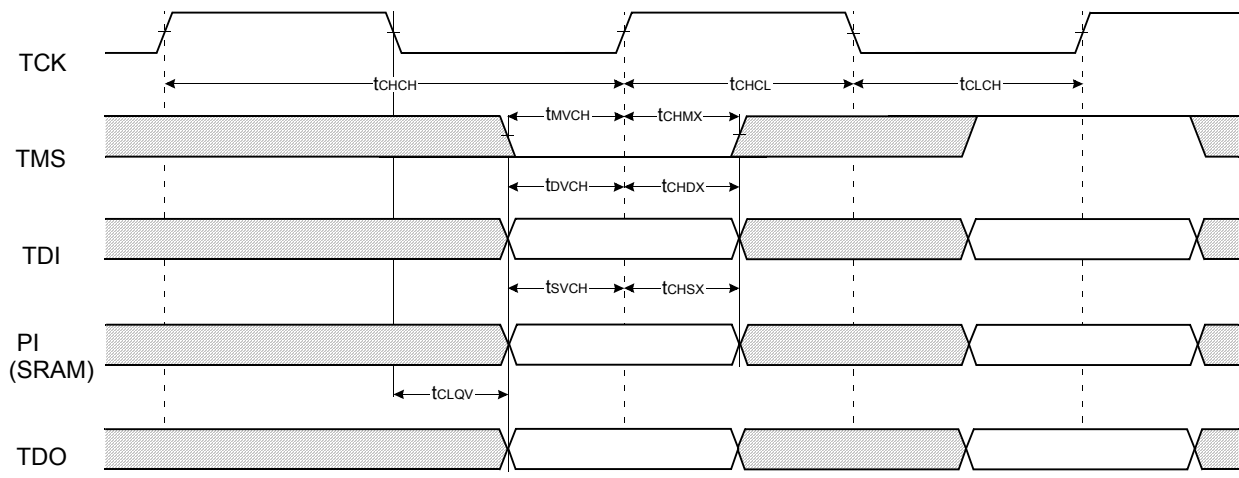 TCK
tCHCH
tCHCL
tCLCH
TMS
tMVCH
tCHMX
tDVCH
tCHDX
TDI
tSVCH
tCHSX
PI
(SRAM)
tCLQV
TDO